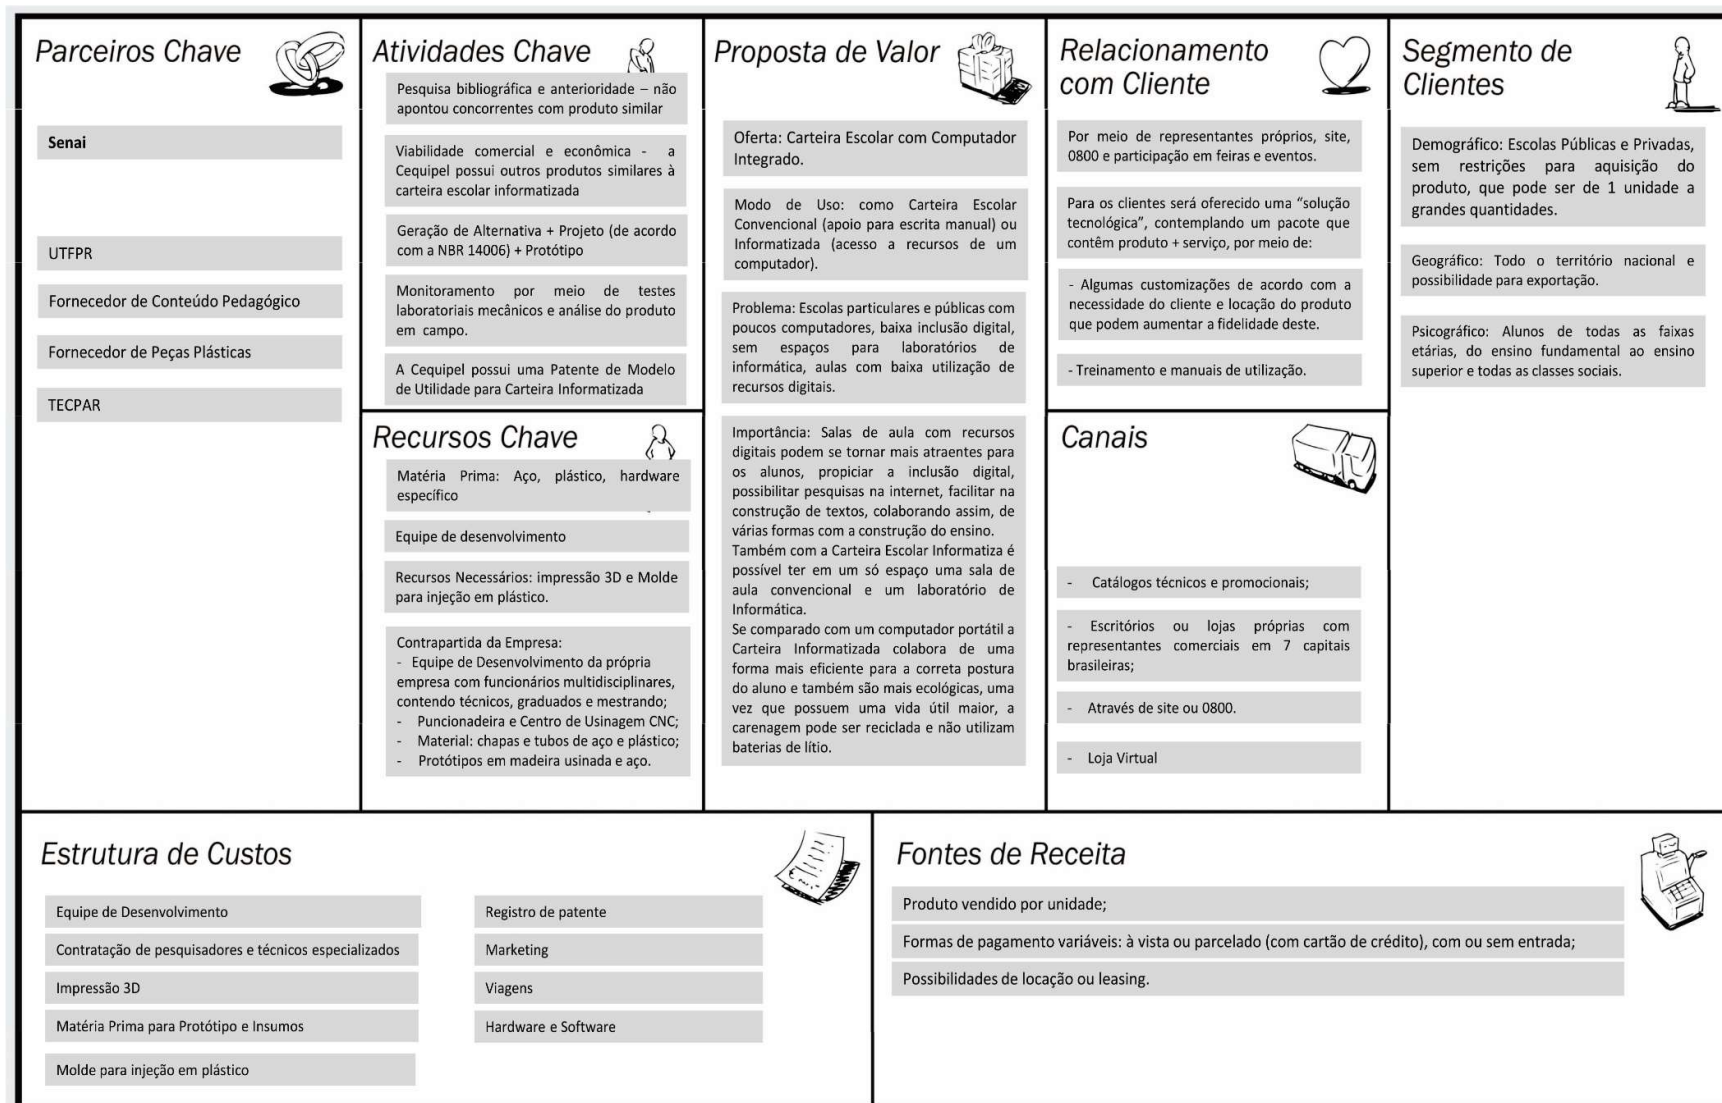 Parceiros Chave
Senai
UTFPR
Fornecedor de Conteúdo Pedagógico
Fornecedor de Peças Plásticas
TECPAR
Atividades Chave
Pesquisa bibliográfica e anterioridade – não
apontou concorrentes com produto similar
Viabilidade comercial e econômica - a
Cequipel possui outros produtos similares à
carteira escolar informatizada
Geração de Alternativa + Projeto (de acordo
com a NBR 14006) + Protótipo
Monitoramento por meio de testes
laboratoriais mecânicos e análise do produto
em campo.
A Cequipel possui uma Patente de Modelo
de Utilidade para Carteira Informatizada
Recursos Chave
Matéria Prima: Aço, plástico, hardware
específico
Equipe de desenvolvimento
Recursos Necessários: impressão 3D e Molde
para injeção em plástico.
Contrapartida da Empresa:
- Equipe de Desenvolvimento da própria
empresa com funcionários multidisciplinares,
contendo técnicos, graduados e mestrando;
- Puncionadeira e Centro de Usinagem CNC;
- Material: chapas e tubos de aço e plástico;
- Protótipos em madeira usinada e aço.
Proposta de Valor
Oferta: Carteira Escolar com Computador
Integrado.
Modo de Uso: como Carteira Escolar
Convencional (apoio para escrita manual) ou
Informatizada (acesso a recursos de um
computador).
Problema: Escolas particulares e públicas com
poucos computadores, baixa inclusão digital,
sem espaços para laboratórios de
informática, aulas com baixa utilização de
recursos digitais.
Importância: Salas de aula com recursos
digitais podem se tornar mais atraentes para
os alunos, propiciar a inclusão digital,
possibilitar pesquisas na internet, facilitar na
construção de textos, colaborando assim, de
várias formas com a construção do ensino.
Também com a Carteira Escolar Informatiza é
possível ter em um só espaço uma sala de
aula convencional e um laboratório de
Informática.
Se comparado com um computador portátil a
Carteira Informatizada colabora de uma
forma mais eficiente para a correta postura
do aluno e também são mais ecológicas, uma
vez que possuem uma vida útil maior, a
carenagem pode ser reciclada e não utilizam
baterias de lítio.
Relacionamento
com Cliente
Por meio de representantes próprios, site,
0800 e participação em feiras e eventos.
Para os clientes será oferecido uma “solução
tecnológica”, contemplando um pacote que
contêm produto + serviço, por meio de:
- Algumas customizações de acordo com a
necessidade do cliente e locação do produto
que podem aumentar a fidelidade deste.
- Treinamento e manuais de utilização.
Canais
- Catálogos técnicos e promocionais;
- Escritórios ou lojas próprias com
representantes comerciais em 7 capitais
brasileiras;
- Através de site ou 0800.
- Loja Virtual
Segmento de
Clientes
Demográfico: Escolas Públicas e Privadas,
sem restrições para aquisição do
produto, que pode ser de 1 unidade a
grandes quantidades.
Geográfico: Todo o território nacional e
possibilidade para exportação.
Psicográfico: Alunos de todas as faixas
etárias, do ensino fundamental ao ensino
superior e todas as classes sociais.
Estrutura de Custos
Equipe de Desenvolvimento
Contratação de pesquisadores e técnicos especializados
Impressão 3D
Matéria Prima para Protótipo e Insumos
Molde para injeção em plástico
Registro de patente
Marketing
Viagens
Hardware e Software
Fontes de Receita
Produto vendido por unidade;
Formas de pagamento variáveis: à vista ou parcelado (com cartão de crédito), com ou sem entrada;
Possibilidades de locação ou leasing.